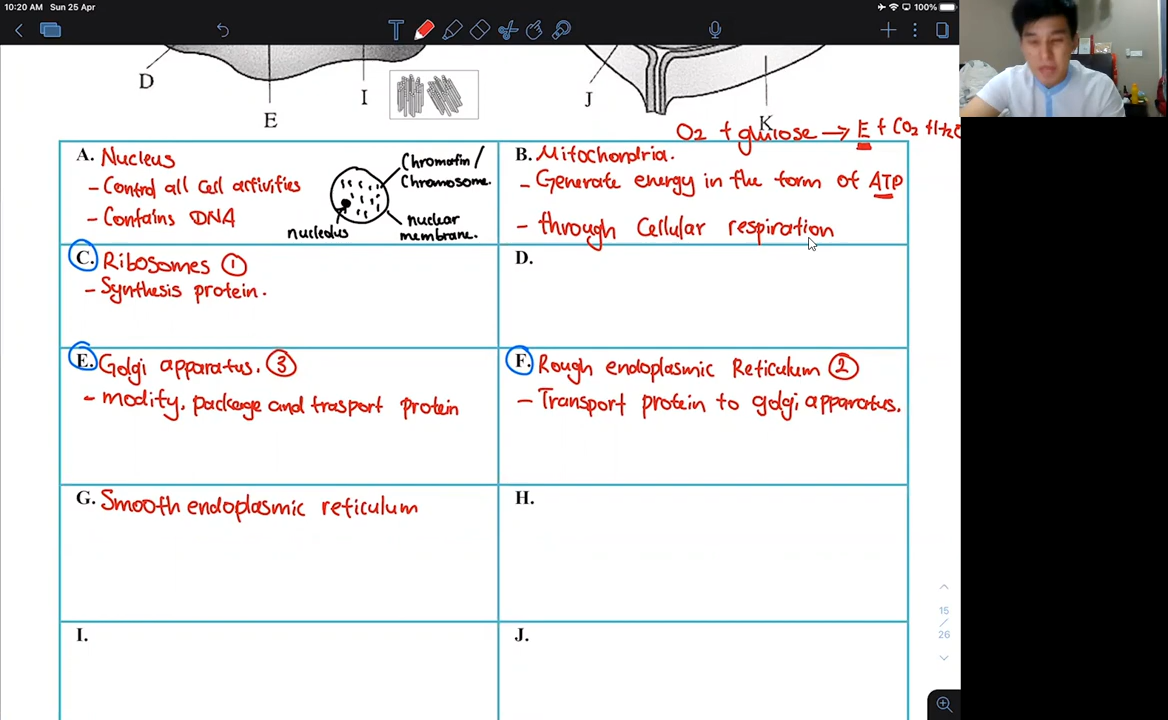 10:20 AM Sun 25 Apr
100%
D
E
I
J
K
O2 + glucose → E + CO2 + H2O
A. Nucleus
- Control all cell activities
- Contains DNA
Chromatin/
Chromosome.
nuclear
membrane.
nucleolus
B. Mitochondria.
- Generate energy in the form of ATP
- through Cellular respiration
C. Ribosomes ①
- Synthesis protein.
D.
E. Golgi apparatus. ③
- modify, package and trasport protein
F. Rough endoplasmic Reticulum ②
- Transport protein to golgi apparatus.
G. Smooth endoplasmic reticulum
H.
I.
J.
15
/
26